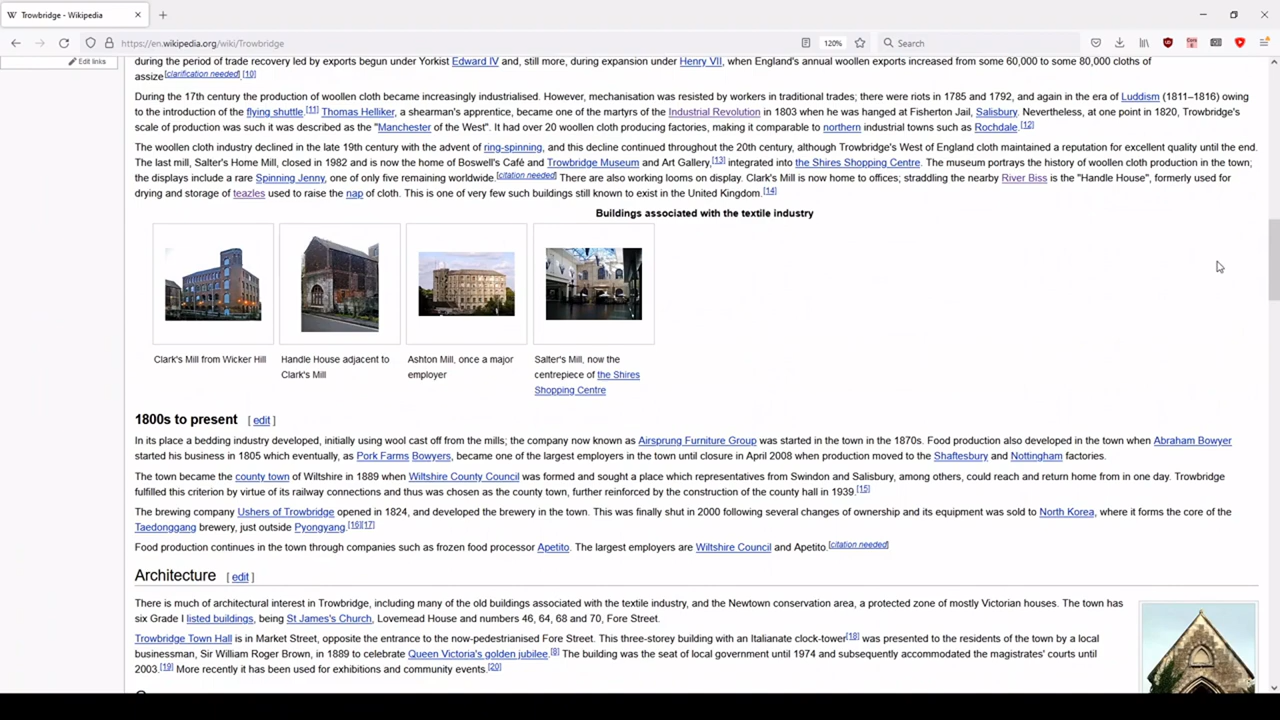 Trowbridge - Wikipedia
https://en.wikipedia.org/wiki/Trowbridge
120%
Search
Edit links
during the period of trade recovery led by exports begun under Yorkist Edward IV and, still more, during expansion under Henry VII, when England's annual woollen exports increased from some 60,000 to some 80,000 cloths of
assize.[clarification needed] [10]
During the 17th century the production of woollen cloth became increasingly industrialised. However, mechanisation was resisted by workers in traditional trades; there were riots in 1785 and 1792, and again in the era of Luddism (1811–1816) owing
to the introduction of the flying shuttle.[11] Thomas Helliker, a shearman's apprentice, became one of the martyrs of the Industrial Revolution in 1803 when he was hanged at Fisherton Jail, Salisbury. Nevertheless, at one point in 1820, Trowbridge's
scale of production was such it was described as the "Manchester of the West". It had over 20 woollen cloth producing factories, making it comparable to northern industrial towns such as Rochdale.[12]
The woollen cloth industry declined in the late 19th century with the advent of ring-spinning, and this decline continued throughout the 20th century, although Trowbridge's West of England cloth maintained a reputation for excellent quality until the end.
The last mill, Salter's Home Mill, closed in 1982 and is now the home of Boswell's Café and Trowbridge Museum and Art Gallery,[13] integrated into the Shires Shopping Centre. The museum portrays the history of woollen cloth production in the town;
the displays include a rare Spinning Jenny, one of only five remaining worldwide.[citation needed] There are also working looms on display. Clark's Mill is now home to offices; straddling the nearby River Biss is the "Handle House", formerly used for
drying and storage of teazles used to raise the nap of cloth. This is one of very few such buildings still known to exist in the United Kingdom.[14]
Buildings associated with the textile industry
Clark's Mill from Wicker Hill
Handle House adjacent to
Clark's Mill
Ashton Mill, once a major
employer
Salter's Mill, now the
centrepiece of the Shires
Shopping Centre
1800s to present [ edit ]
In its place a bedding industry developed, initially using wool cast off from the mills; the company now known as Airsprung Furniture Group was started in the town in the 1870s. Food production also developed in the town when Abraham Bowyer
started his business in 1805 which eventually, as Pork Farms Bowyers, became one of the largest employers in the town until closure in April 2008 when production moved to the Shaftesbury and Nottingham factories.
The town became the county town of Wiltshire in 1889 when Wiltshire County Council was formed and sought a place which representatives from Swindon and Salisbury, among others, could reach and return home from in one day. Trowbridge
fulfilled this criterion by virtue of its railway connections and thus was chosen as the county town, further reinforced by the construction of the county hall in 1939.[15]
The brewing company Ushers of Trowbridge opened in 1824, and developed the brewery in the town. This was finally shut in 2000 following several changes of ownership and its equipment was sold to North Korea, where it forms the core of the
Taedonggang brewery, just outside Pyongyang.[16][17]
Food production continues in the town through companies such as frozen food processor Apetito. The largest employers are Wiltshire Council and Apetito.[citation needed]
Architecture [ edit ]
There is much of architectural interest in Trowbridge, including many of the old buildings associated with the textile industry, and the Newtown conservation area, a protected zone of mostly Victorian houses. The town has
six Grade I listed buildings, being St James's Church, Lovemead House and numbers 46, 64, 68 and 70, Fore Street.
Trowbridge Town Hall is in Market Street, opposite the entrance to the now-pedestrianised Fore Street. This three-storey building with an Italianate clock-tower[18] was presented to the residents of the town by a local
businessman, Sir William Roger Brown, in 1889 to celebrate Queen Victoria's golden jubilee.[8] The building was the seat of local government until 1974 and subsequently accommodated the magistrates' courts until
2003.[19] More recently it has been used for exhibitions and community events.[20]